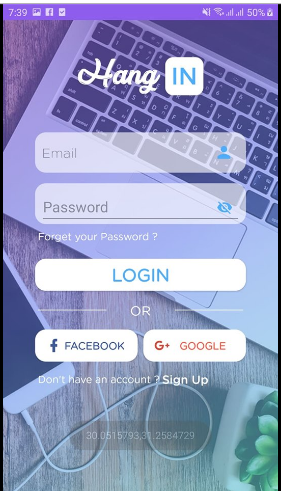 7:39 50%
Hang IN
Email
Password
Forget your Password ?
LOGIN
OR
f FACEBOOK G+ GOOGLE
Don't have an account ? Sign Up
30.0515793,31.2584729